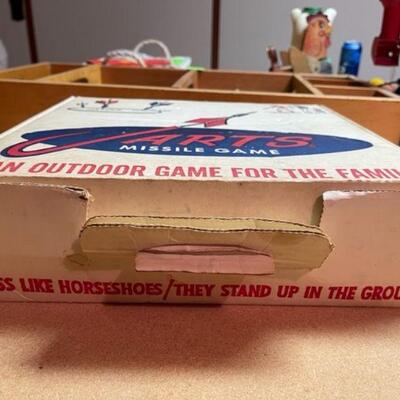 JARTS
MISSILE GAME
AN OUTDOOR GAME FOR THE FAMI
SS LIKE HORSESHOES/THEY STAND UP IN THE GROU